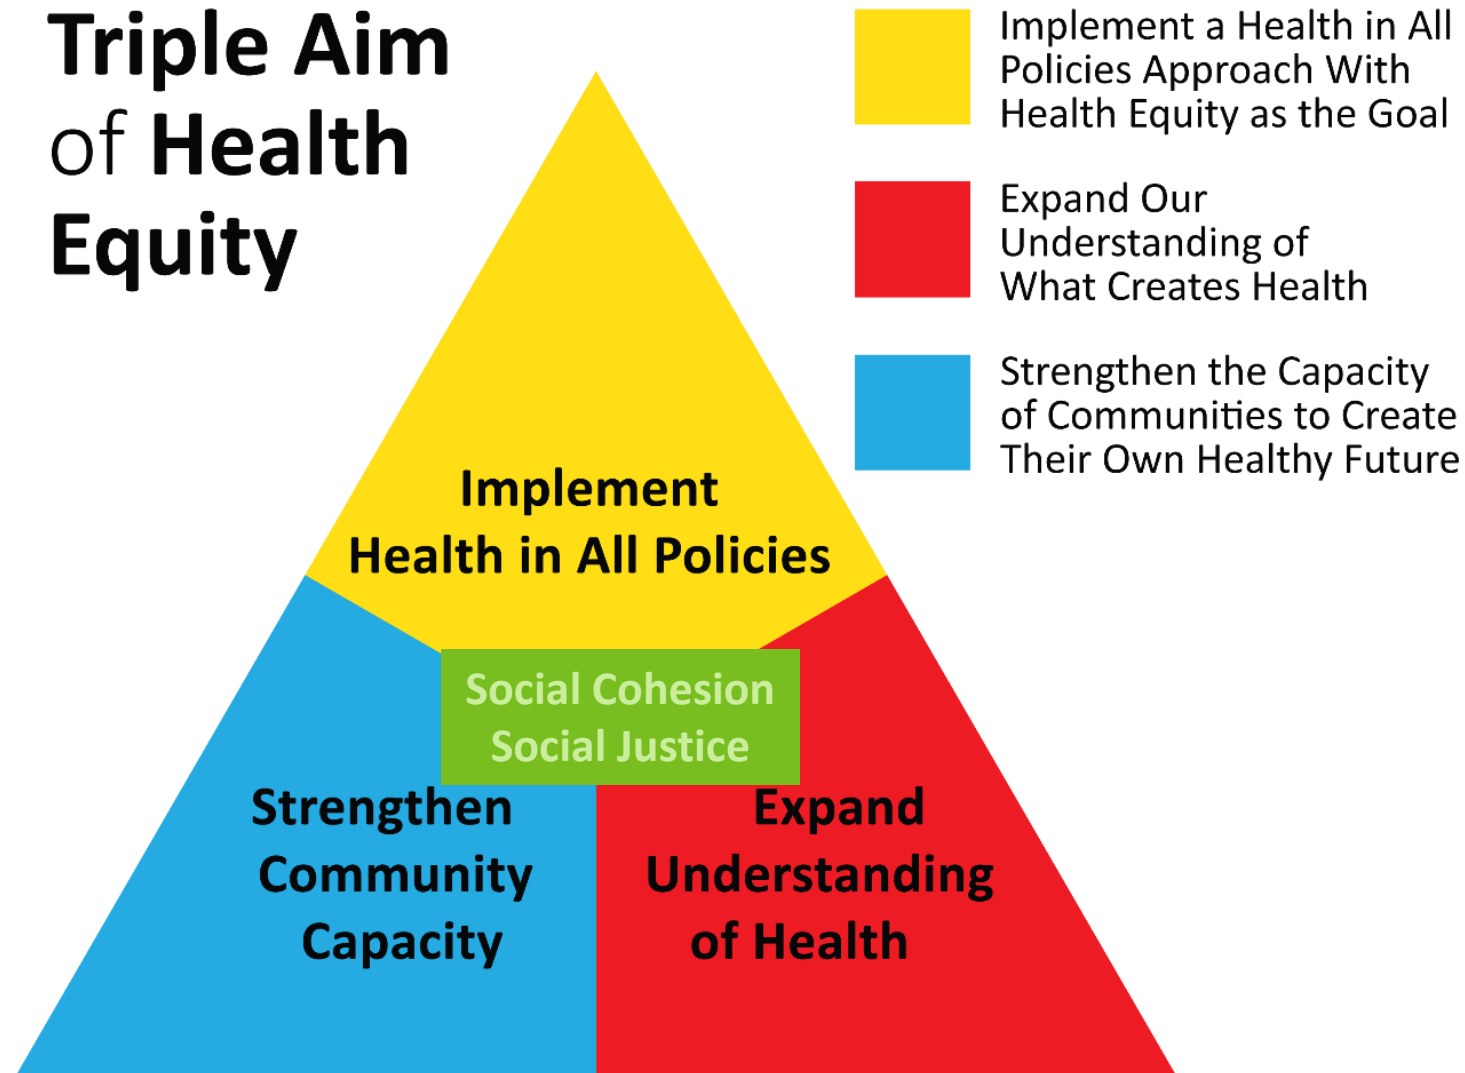 Triple Aim
of Health
Equity
Implement a Health in All
Policies Approach With
Health Equity as the Goal
Expand Our
Understanding of
What Creates Health
Strengthen the Capacity
of Communities to Create
Their Own Healthy Future
Implement
Health in All Policies
Social Cohesion
Social Justice
Strengthen
Community
Capacity
Expand
Understanding
of Health